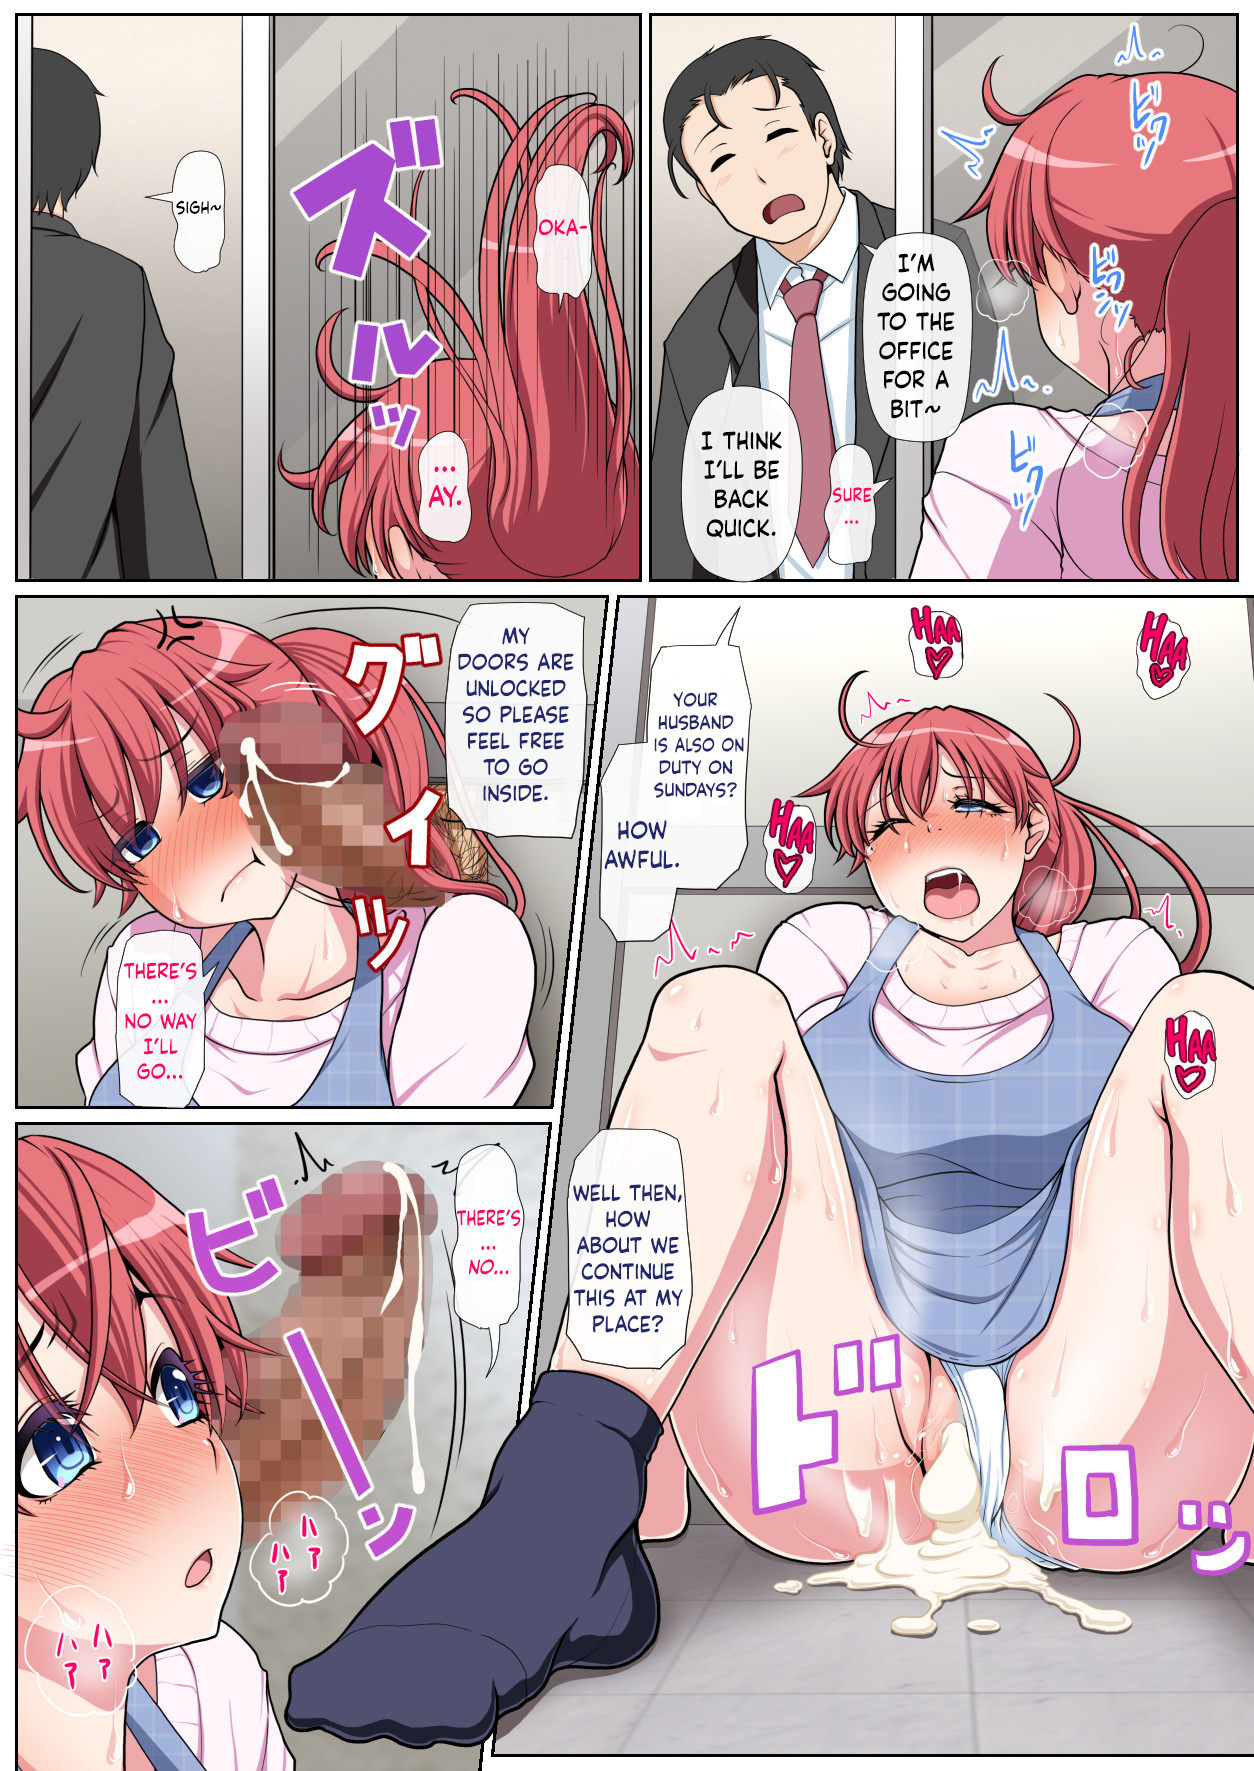 ビクッ
ビクンッ
ビクッ
I'M
GOING
TO THE
OFFICE
FOR A
BIT~
I THINK
I'LL BE
BACK
QUICK.
SURE
...
OKA-
...
AY.
ズルッ
SIGH~
HAA
HAA
HAA
HAA
YOUR
HUSBAND
IS ALSO ON
DUTY ON
SUNDAYS?
HOW
AWFUL.
WELL THEN,
HOW
ABOUT WE
CONTINUE
THIS AT MY
PLACE?
ドロッ
MY
DOORS ARE
UNLOCKED
SO PLEASE
FEEL FREE
TO GO
INSIDE.
グイッ
THERE'S
...
NO WAY
I'LL
GO...
THERE'S
...
NO...
ビーン
ハァ
ハァ
ハァ
ハァ